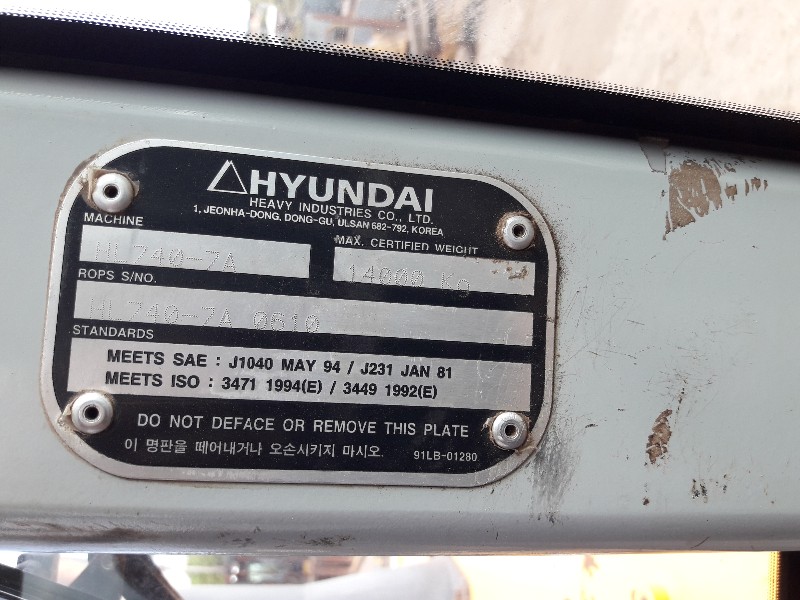 HYUNDAI
HEAVY INDUSTRIES CO., LTD.
1, JEONHA-DONG, DONG-GU, ULSAN 682-792, KOREA
MACHINE
MAX. CERTIFIED WEIGHT
HL740-7A
14800 Kg
ROPS S/NO.
HL740-7A 0810
STANDARDS
MEETS SAE : J1040 MAY 94 / J231 JAN 81
MEETS ISO : 3471 1994(E) / 3449 1992(E)
DO NOT DEFACE OR REMOVE THIS PLATE
이 명판을 떼어내거나 오손시키지 마시오.
91LB-01280